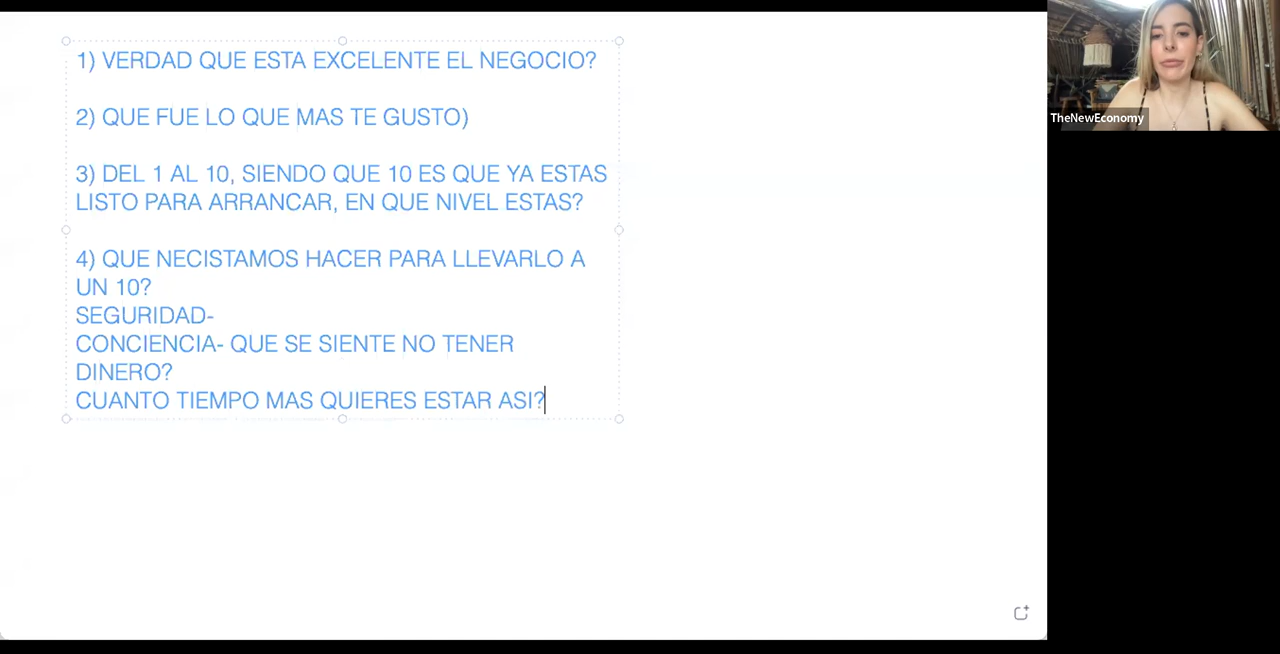 1) VERDAD QUE ESTA EXCELENTE EL NEGOCIO?
2) QUE FUE LO QUE MAS TE GUSTO)
3) DEL 1 AL 10, SIENDO QUE 10 ES QUE YA ESTAS
LISTO PARA ARRANCAR, EN QUE NIVEL ESTAS?
4) QUE NECISTAMOS HACER PARA LLEVARLO A
UN 10?
SEGURIDAD-
CONCIENCIA- QUE SE SIENTE NO TENER
DINERO?
CUANTO TIEMPO MAS QUIERES ESTAR ASI?
TheNewEconomy